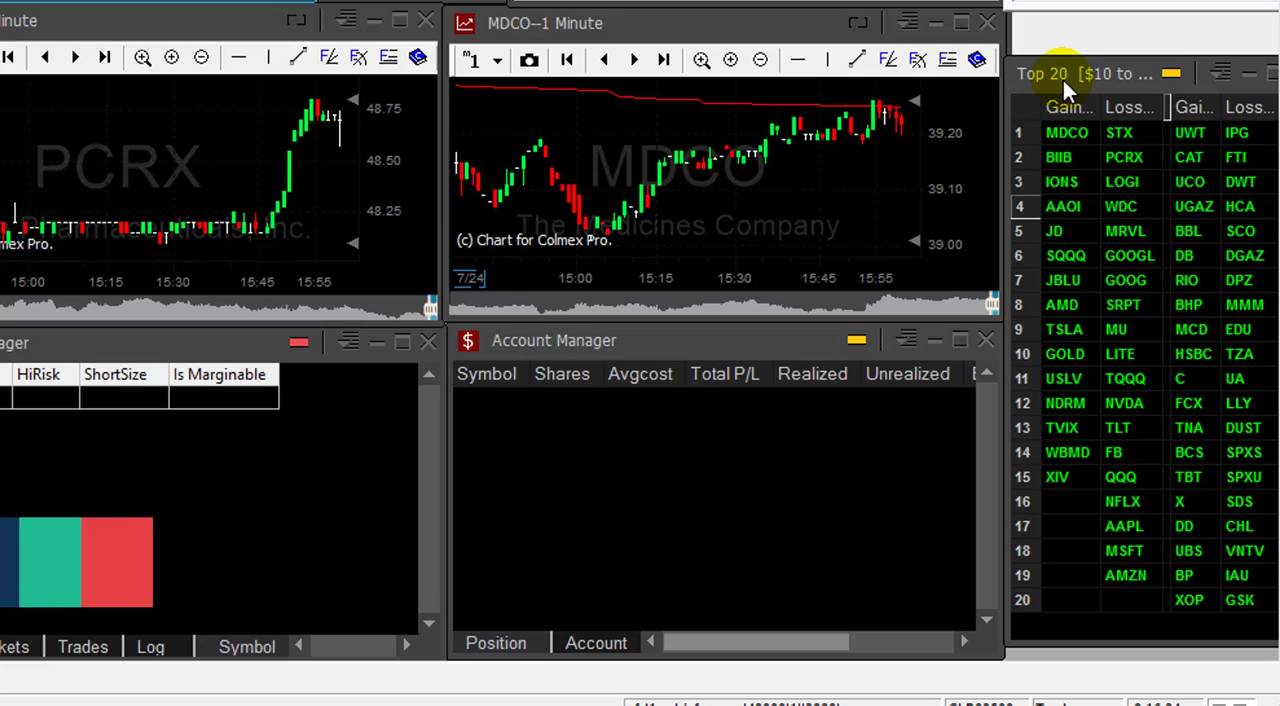 inute
48.75
48.50
48.25
PCRX
Pharmaceuticals, Inc.
mex Pro.
15:00 15:15 15:30 15:45 15:55
MDCO--1 Minute
1
39.20
39.10
39.00
MDCO
The Medicines Company
(c) Chart for Colmex Pro.
7/24 15:00 15:15 15:30 15:45 15:55
ager
HiRisk ShortSize Is Marginable
kets Trades Log Symbol
Account Manager
Symbol Shares Avgcost Total P/L Realized Unrealized
Position Account
Top 20 [$10 to ...
Gain... Loss... Gai... Loss...
1 MDCO STX UWT IPG
2 BIIB PCRX CAT FTI
3 IONS LOGI UCO DWT
4 AAOI WDC UGAZ HCA
5 JD MRVL BBL SCO
6 SQQQ GOOGL DB DGAZ
7 JBLU GOOG RIO DPZ
8 AMD SRPT BHP MMM
9 TSLA MU MCD EDU
10 GOLD LITE HSBC TZA
11 USLV TQQQ C UA
12 NDRM NVDA FCX LLY
13 TVIX TLT TNA DUST
14 WBMD FB BCS SPXS
15 XIV QQQ TBT SPXU
16 NFLX X SDS
17 AAPL DD CHL
18 MSFT UBS VNTV
19 AMZN BP IAU
20 XOP GSK